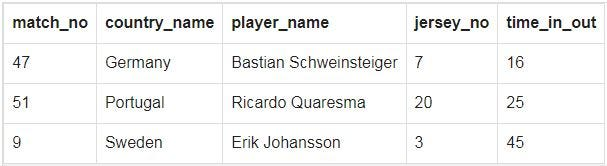 match_no country_name player_name jersey_no time_in_out
47 Germany Bastian Schweinsteiger 7 16
51 Portugal Ricardo Quaresma 20 25
9 Sweden Erik Johansson 3 45